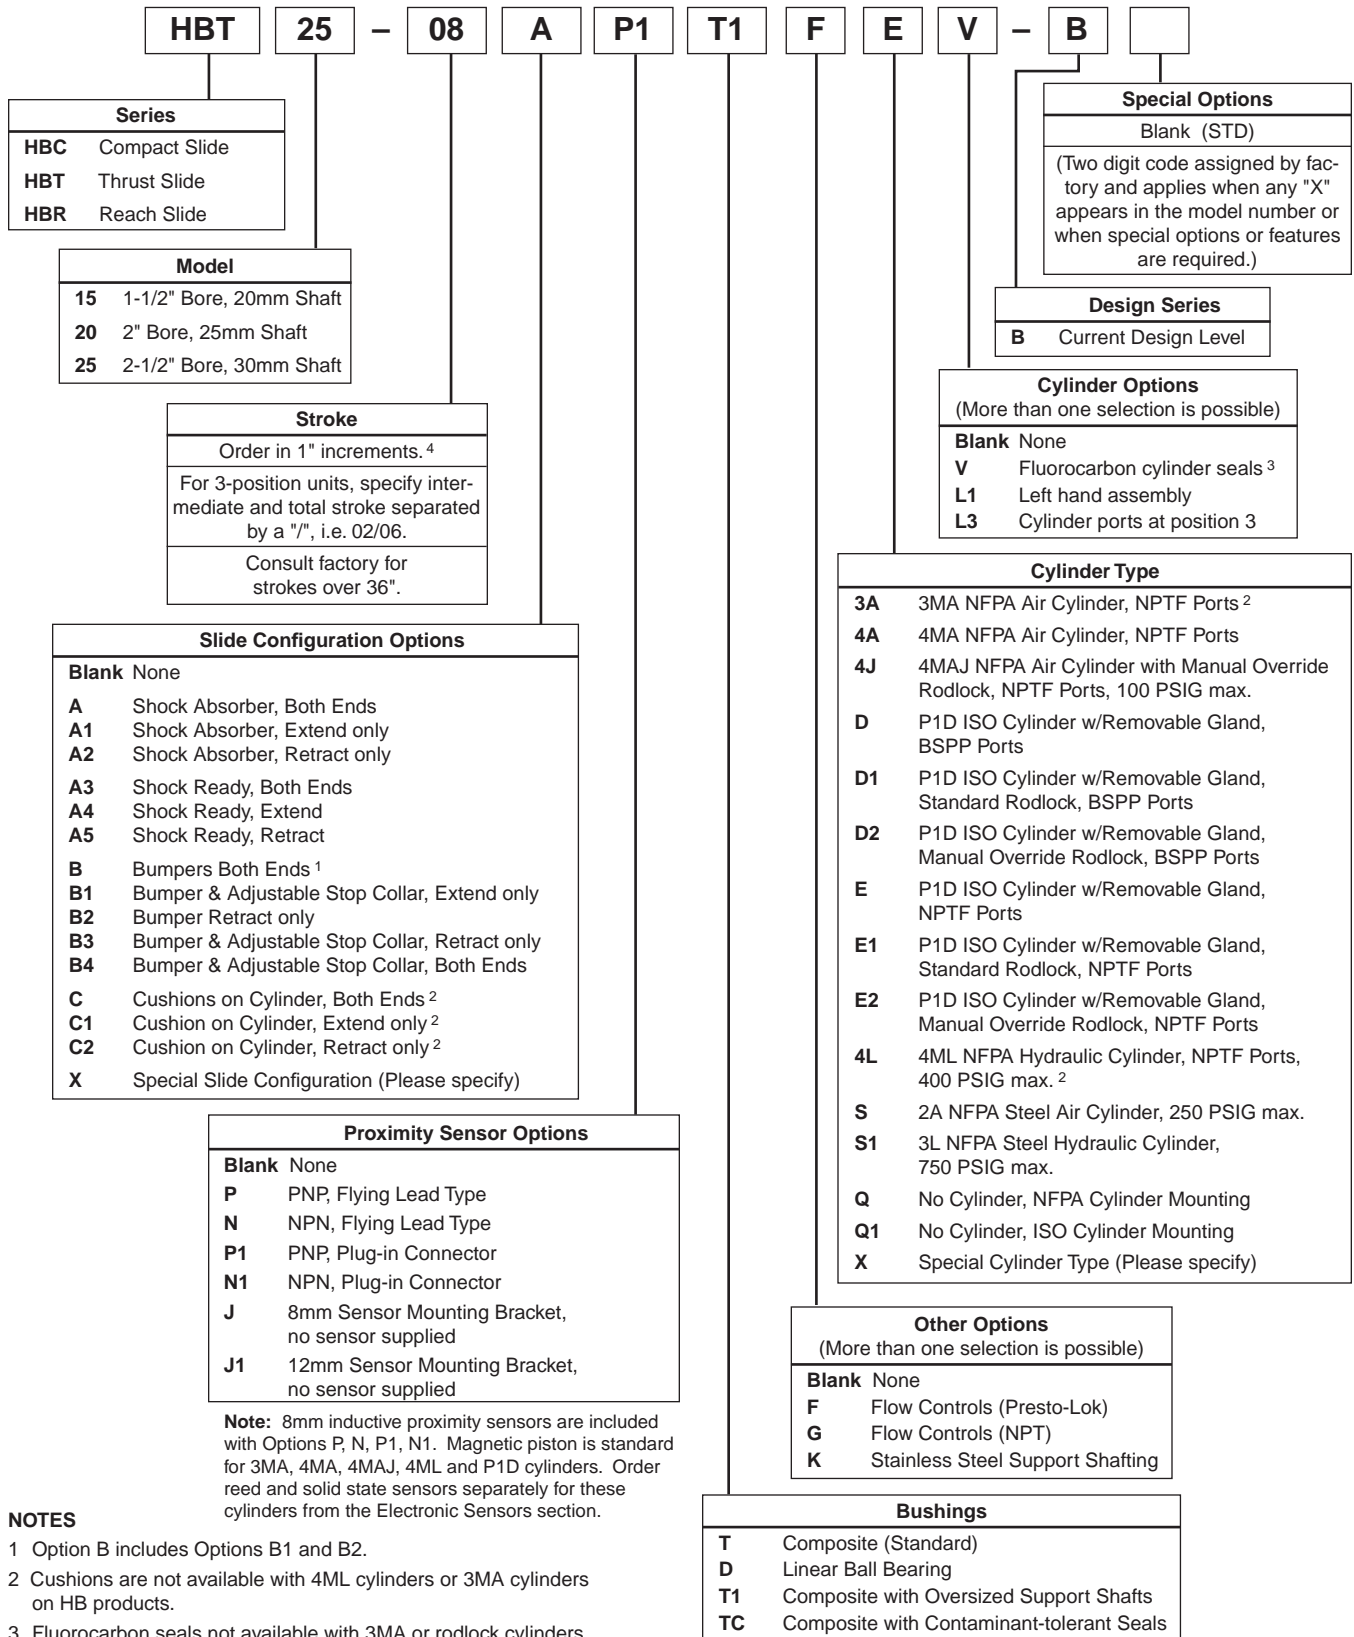 HBT 25 – 08 A P1 T1 F E V – B
Series
HBC Compact Slide
HBT Thrust Slide
HBR Reach Slide
Model
15 1-1/2" Bore, 20mm Shaft
20 2" Bore, 25mm Shaft
25 2-1/2" Bore, 30mm Shaft
Stroke
Order in 1" increments. 4
For 3-position units, specify inter-
mediate and total stroke separated
by a "/", i.e. 02/06.
Consult factory for
strokes over 36".
Slide Configuration Options
Blank None
A Shock Absorber, Both Ends
A1 Shock Absorber, Extend only
A2 Shock Absorber, Retract only
A3 Shock Ready, Both Ends
A4 Shock Ready, Extend
A5 Shock Ready, Retract
B Bumpers Both Ends 1
B1 Bumper & Adjustable Stop Collar, Extend only
B2 Bumper Retract only
B3 Bumper & Adjustable Stop Collar, Retract only
B4 Bumper & Adjustable Stop Collar, Both Ends
C Cushions on Cylinder, Both Ends 2
C1 Cushion on Cylinder, Extend only 2
C2 Cushion on Cylinder, Retract only 2
X Special Slide Configuration (Please specify)
Proximity Sensor Options
Blank None
P PNP, Flying Lead Type
N NPN, Flying Lead Type
P1 PNP, Plug-in Connector
N1 NPN, Plug-in Connector
J 8mm Sensor Mounting Bracket,
no sensor supplied
J1 12mm Sensor Mounting Bracket,
no sensor supplied
Note: 8mm inductive proximity sensors are included
with Options P, N, P1, N1. Magnetic piston is standard
for 3MA, 4MA, 4MAJ, 4ML and P1D cylinders. Order
reed and solid state sensors separately for these
cylinders from the Electronic Sensors section.
NOTES
1 Option B includes Options B1 and B2.
2 Cushions are not available with 4ML cylinders or 3MA cylinders
on HB products.
3 Fluorocarbon seals not available with 3MA or rodlock cylinders
Special Options
Blank (STD)
(Two digit code assigned by fac-
tory and applies when any "X"
appears in the model number or
when special options or features
are required.)
Design Series
B Current Design Level
Cylinder Options
(More than one selection is possible)
Blank None
V Fluorocarbon cylinder seals 3
L1 Left hand assembly
L3 Cylinder ports at position 3
Cylinder Type
3A 3MA NFPA Air Cylinder, NPTF Ports 2
4A 4MA NFPA Air Cylinder, NPTF Ports
4J 4MAJ NFPA Air Cylinder with Manual Override
Rodlock, NPTF Ports, 100 PSIG max.
D P1D ISO Cylinder w/Removable Gland,
BSPP Ports
D1 P1D ISO Cylinder w/Removable Gland,
Standard Rodlock, BSPP Ports
D2 P1D ISO Cylinder w/Removable Gland,
Manual Override Rodlock, BSPP Ports
E P1D ISO Cylinder w/Removable Gland,
NPTF Ports
E1 P1D ISO Cylinder w/Removable Gland,
Standard Rodlock, NPTF Ports
E2 P1D ISO Cylinder w/Removable Gland,
Manual Override Rodlock, NPTF Ports
4L 4ML NFPA Hydraulic Cylinder, NPTF Ports,
400 PSIG max. 2
S 2A NFPA Steel Air Cylinder, 250 PSIG max.
S1 3L NFPA Steel Hydraulic Cylinder,
750 PSIG max.
Q No Cylinder, NFPA Cylinder Mounting
Q1 No Cylinder, ISO Cylinder Mounting
X Special Cylinder Type (Please specify)
Other Options
(More than one selection is possible)
Blank None
F Flow Controls (Presto-Lok)
G Flow Controls (NPT)
K Stainless Steel Support Shafting
Bushings
T Composite (Standard)
D Linear Ball Bearing
T1 Composite with Oversized Support Shafts
TC Composite with Contaminant-tolerant Seals